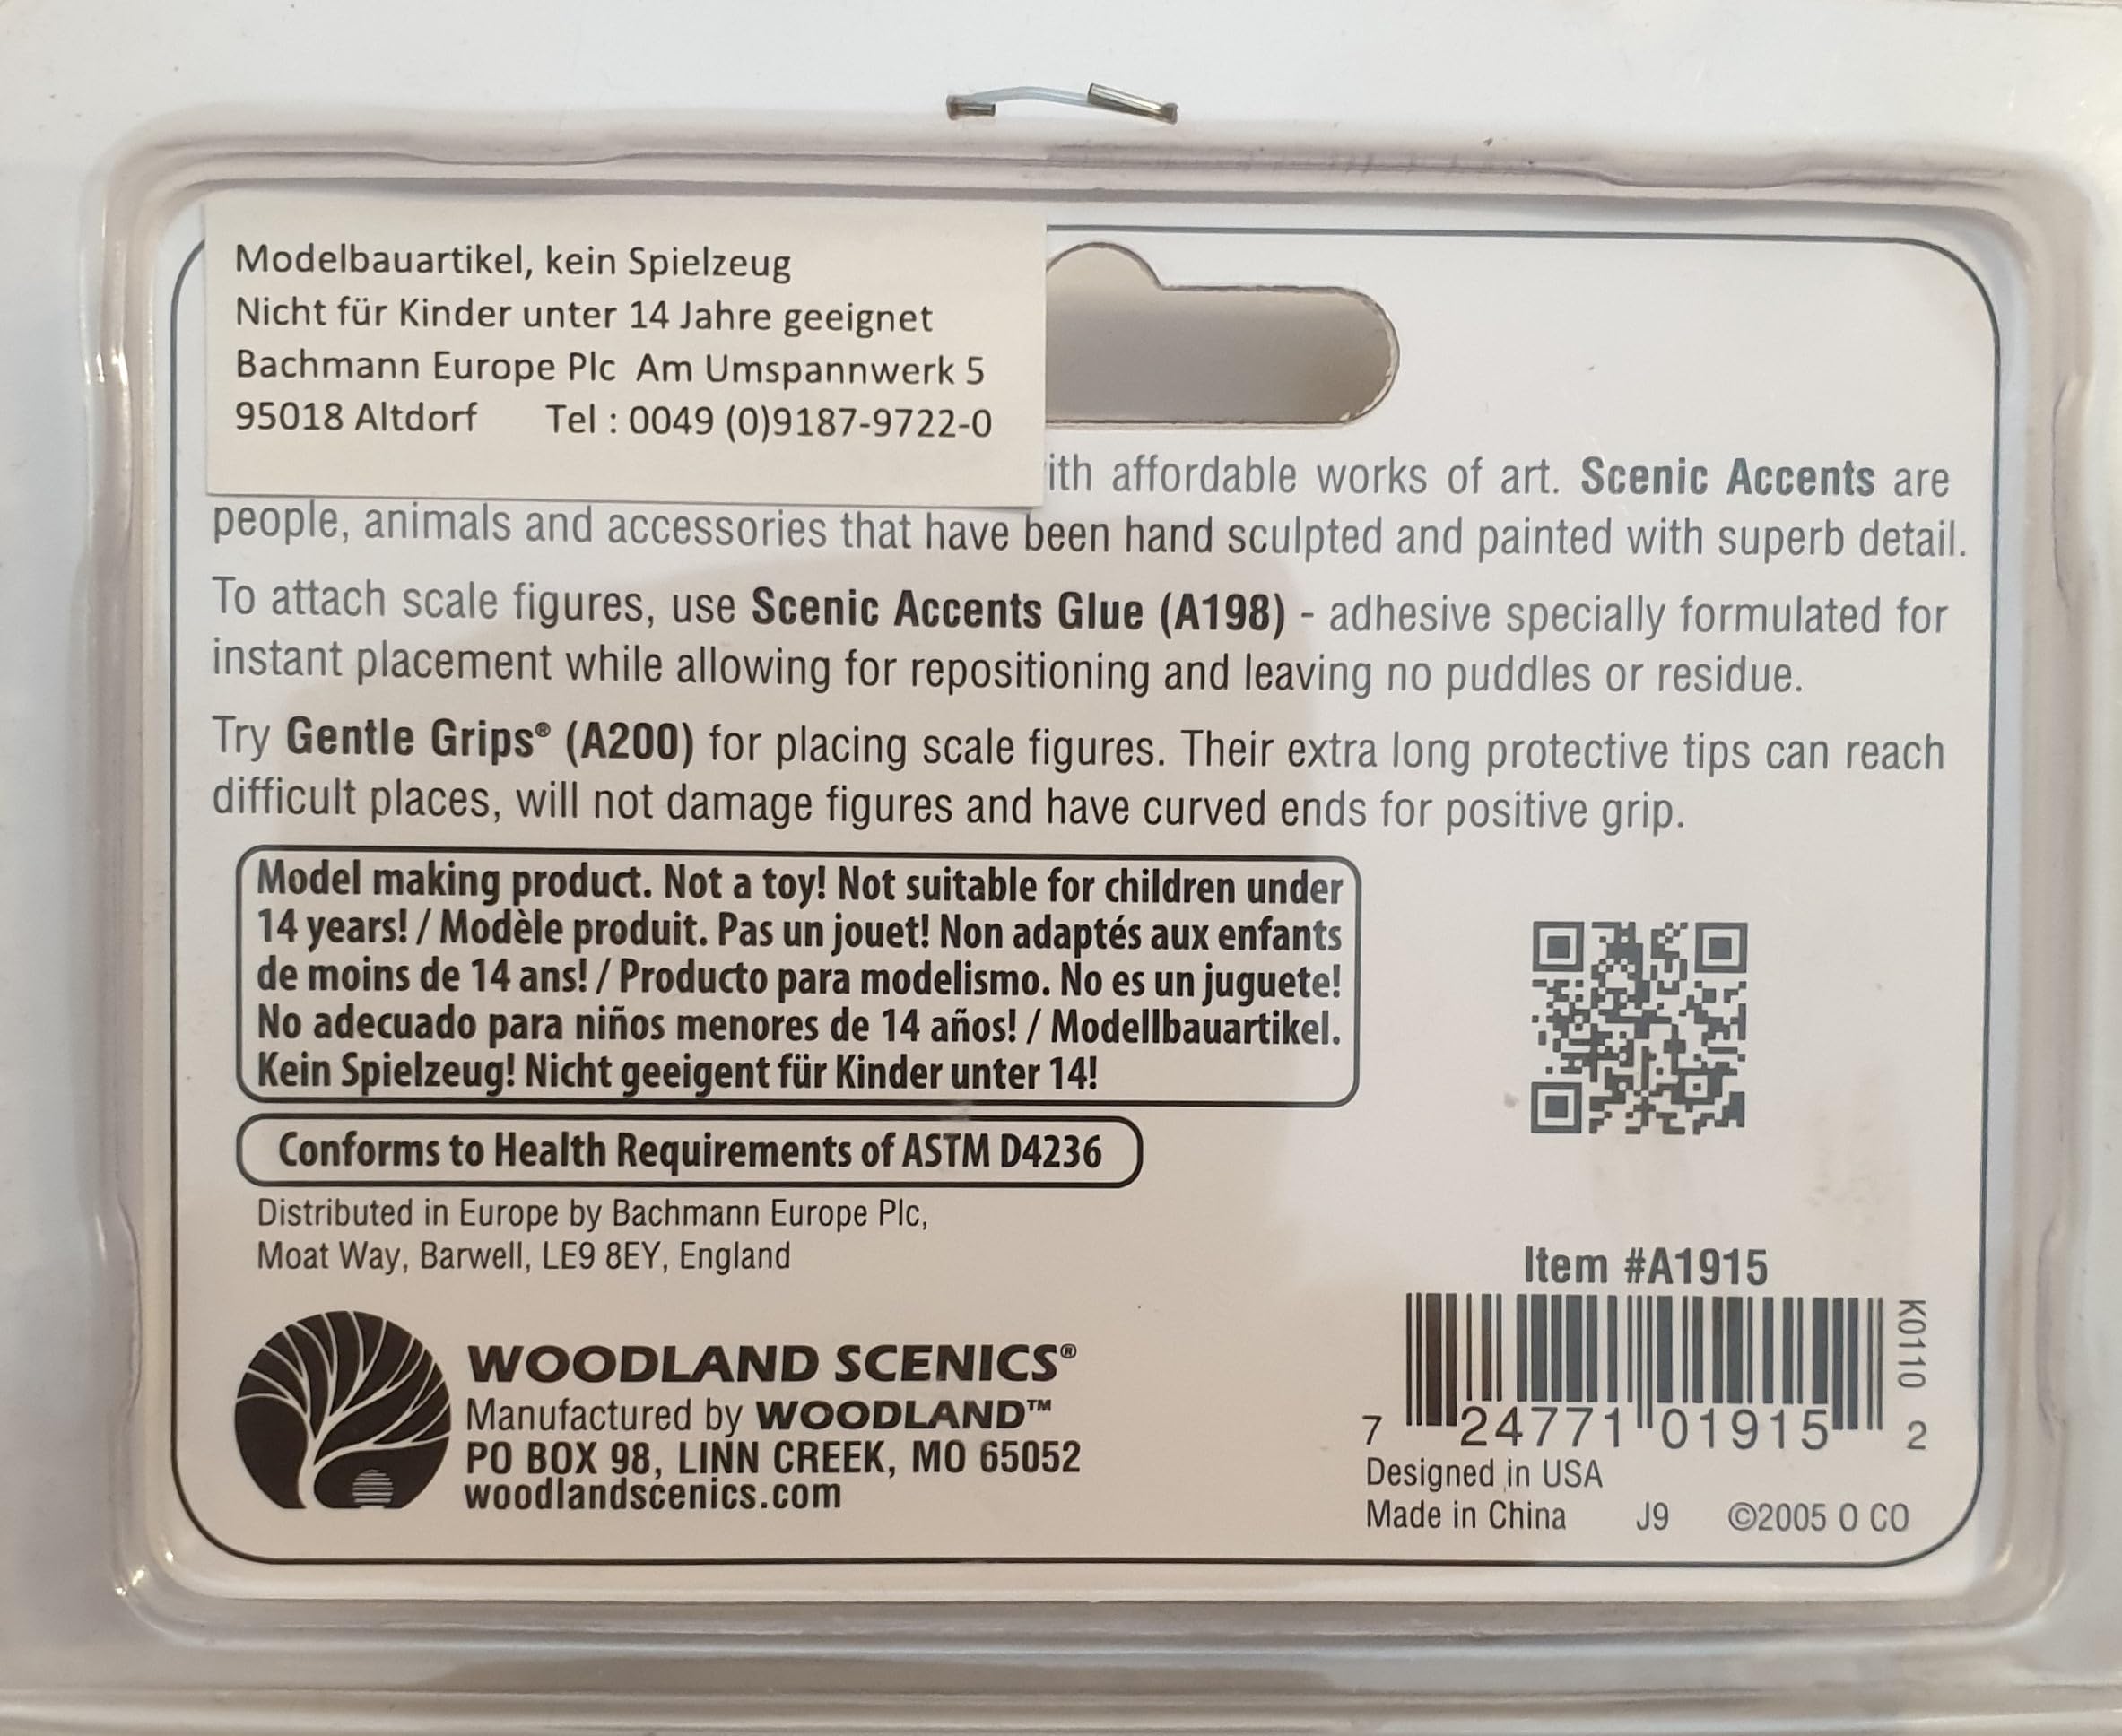 Modelbauartikel, kein Spielzeug
Nicht für Kinder unter 14 Jahre geeignet
Bachmann Europe Plc Am Umspannwerk 5
95018 Altdorf Tel : 0049 (0)9187-9722-0
affordable works of art. Scenic Accents are
people, animals and accessories that have been hand sculpted and painted with superb detail.
To attach scale figures, use Scenic Accents Glue (A198) - adhesive specially formulated for
instant placement while allowing for repositioning and leaving no puddles or residue.
Try Gentle Grips® (A200) for placing scale figures. Their extra long protective tips can reach
difficult places, will not damage figures and have curved ends for positive grip.
Model making product. Not a toy! Not suitable for children under
14 years! / Modèle produit. Pas un jouet! Non adaptés aux enfants
de moins de 14 ans! / Producto para modelismo. No es un juguete!
No adecuado para niños menores de 14 años! / Modellbauartikel.
Kein Spielzeug! Nicht geeigent für Kinder unter 14!
Conforms to Health Requirements of ASTM D4236
Distributed in Europe by Bachmann Europe Plc,
Moat Way, Barwell, LE9 8EY, England
WOODLAND SCENICS®
Manufactured by WOODLAND™
PO BOX 98, LINN CREEK, MO 65052
woodlandscenics.com
Item #A1915
K0110
7 24771 01915 2
Designed in USA
Made in China J9 ©2005 O CO